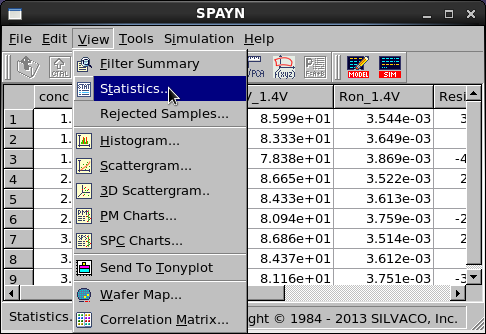 SPAYN
File Edit View Tools Simulation Help
Filter Summary
CTRL /PCA f(xyz) MODEL SIM
Statistics...
conc _1.4V Ron_1.4V Resi
Rejected Samples...
1 1. 8.599e+01 3.544e-03 3
Histogram...
2 1. 8.333e+01 3.649e-03
3 1. 7.838e+01 3.869e-03 -4
Scattergram...
4 2. 8.665e+01 3.522e-03 2
3D Scattergram..
5 2. 8.433e+01 3.613e-03
PM Charts...
6 2. 8.094e+01 3.759e-03 -2
7 3. 8.686e+01 3.514e-03 2
SPC Charts...
8 3. 8.437e+01 3.612e-03
Send To Tonyplot
9 3. 8.116e+01 3.751e-03 -3
Wafer Map...
Statistics. ght © 1984 - 2013 SILVACO, Inc.
Correlation Matrix...